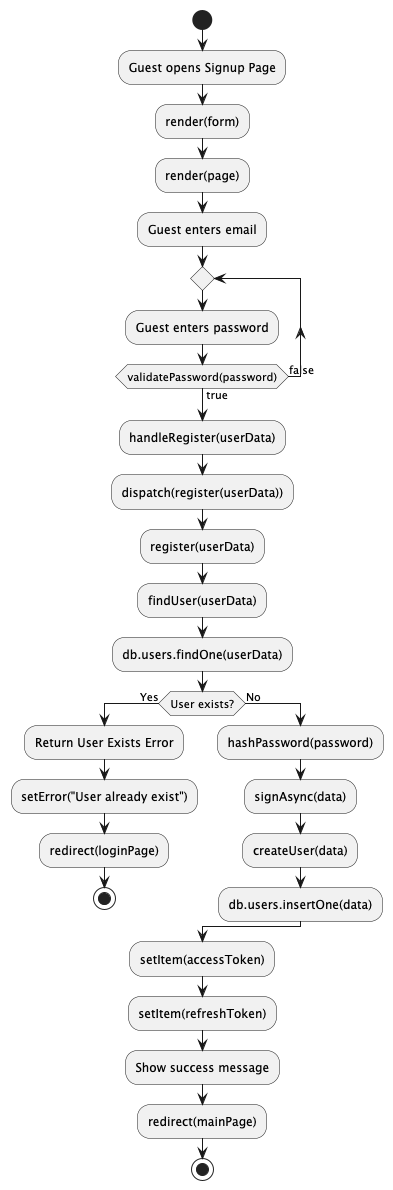 Guest opens Signup Page
render(form)
render(page)
Guest enters email
Guest enters password
validatePassword(password)
false
true
handleRegister(userData)
dispatch(register(userData))
register(userData)
findUser(userData)
db.users.findOne(userData)
Yes
User exists?
No
Return User Exists Error
hashPassword(password)
setError("User already exist")
signAsync(data)
redirect(loginPage)
createUser(data)
db.users.insertOne(data)
setItem(accessToken)
setItem(refreshToken)
Show success message
redirect(mainPage)